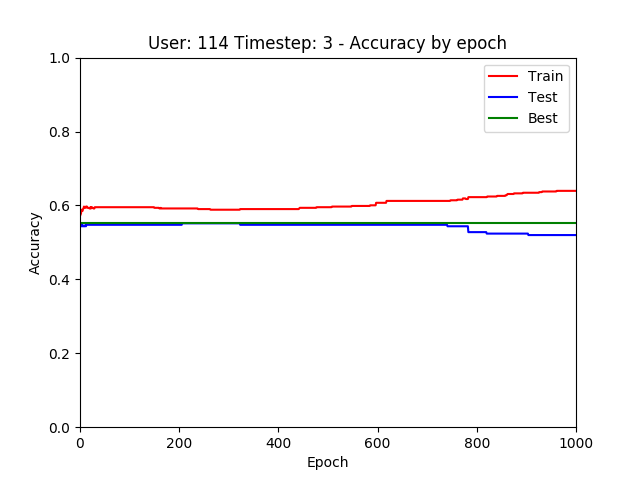 User: 114 Timestep: 3 - Accuracy by epoch
Train
Test
Best
Accuracy
1.0
0.8
0.6
0.4
0.2
0.0
0 200 400 600 800 1000
Epoch